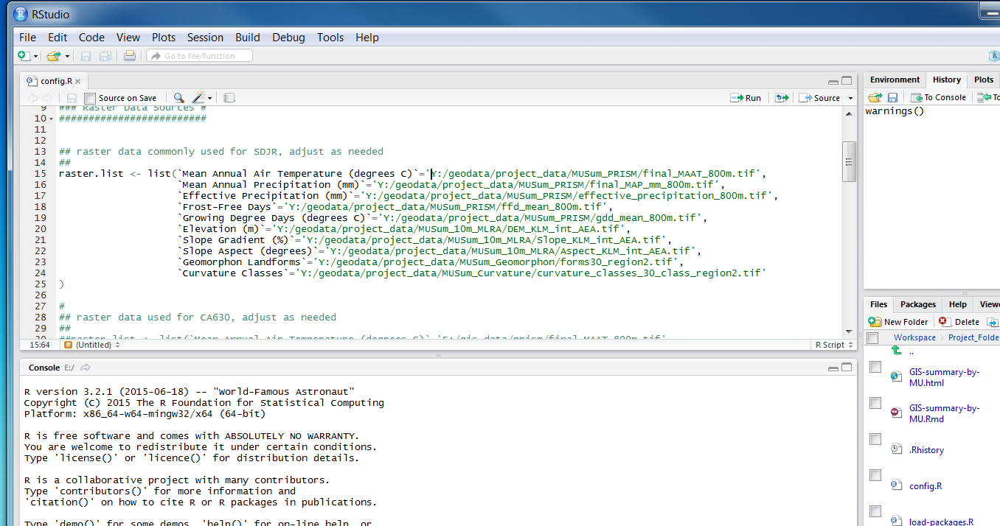 RStudio
File Edit Code View Plots Session Build Debug Tools Help
Go to file/function
config.R
Source on Save
Run
Source
9 ### Raster Data Sources #
10 #########################
11
12
13 ## raster data commonly used for SDJR, adjust as needed
14 ##
15 raster.list <- list(`Mean Annual Air Temperature (degrees C)`='Y:/geodata/project_data/MUSum_PRISM/final_MAAT_800m.tif',
16 `Mean Annual Precipitation (mm)`='Y:/geodata/project_data/MUSum_PRISM/final_MAP_mm_800m.tif',
17 `Effective Precipitation (mm)`='Y:/geodata/project_data/MUSum_PRISM/effective_precipitation_800m.tif',
18 `Frost-Free Days`='Y:/geodata/project_data/MUSum_PRISM/ffd_mean_800m.tif',
19 `Growing Degree Days (degrees C)`='Y:/geodata/project_data/MUSum_PRISM/gdd_mean_800m.tif',
20 `Elevation (m)`='Y:/geodata/project_data/MUSum_10m_MLRA/DEM_KLM_int_AEA.tif',
21 `Slope Gradient (%)`='Y:/geodata/project_data/MUSum_10m_MLRA/Slope_KLM_int_AEA.tif',
22 `Slope Aspect (degrees)`='Y:/geodata/project_data/MUSum_10m_MLRA/Aspect_KLM_int_AEA.tif',
23 `Geomorphon Landforms`='Y:/geodata/project_data/MUSum_Geomorphon/forms30_region2.tif',
24 `Curvature Classes`='Y:/geodata/project_data/MUSum_Curvature/curvature_classes_30_class_region2.tif'
25 )
26
27 #
28 ## raster data used for CA630, adjust as needed
29 ##
30 ##raster.list <- list(`Mean Annual Air Temperature (degrees C)`='E:/gis_data/prism/final_MAAT_800m.tif',
15:64 # (Untitled) R Script
Console E:/
R version 3.2.1 (2015-06-18) -- "World-Famous Astronaut"
Copyright (C) 2015 The R Foundation for Statistical Computing
Platform: x86_64-w64-mingw32/x64 (64-bit)
R is free software and comes with ABSOLUTELY NO WARRANTY.
You are welcome to redistribute it under certain conditions.
Type 'license()' or 'licence()' for distribution details.
R is a collaborative project with many contributors.
Type 'contributors()' for more information and
'citation()' on how to cite R or R packages in publications.
Type 'demo()' for some demos, 'help()' for on-line help, or
Environment History Plots
To Console To
warnings()
Files Packages Help Viewe
New Folder Delete
Workspace Project_Folde
..
GIS-summary-by-
MU.html
GIS-summary-by-
MU.Rmd
.Rhistory
config.R
load-packages.R